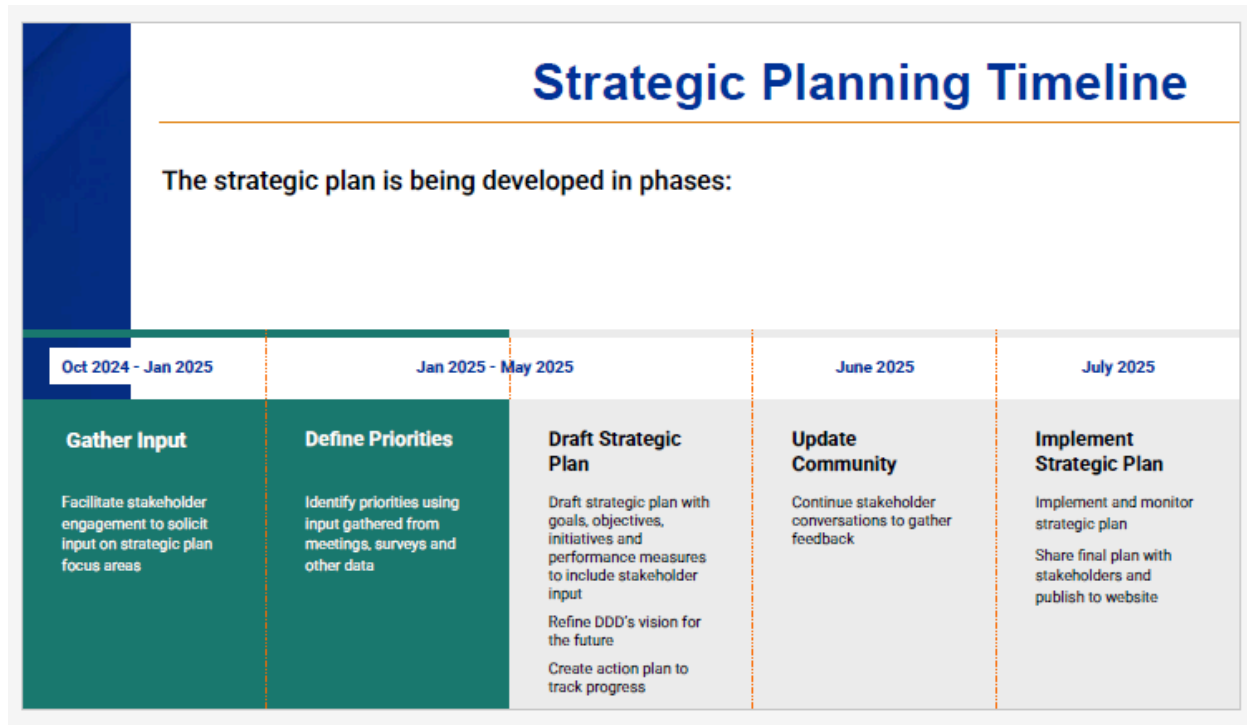 Strategic Planning Timeline
The strategic plan is being developed in phases:
Oct 2024 - Jan 2025
Jan 2025 - May 2025
June 2025
July 2025
Gather Input
Facilitate stakeholder
engagement to solicit
input on strategic plan
focus areas
Define Priorities
Identify priorities using
input gathered from
meetings, surveys and
other data
Draft Strategic
Plan
Draft strategic plan with
goals, objectives,
initiatives and
performance measures
to include stakeholder
input
Refine DDD's vision for
the future
Create action plan to
track progress
Update
Community
Continue stakeholder
conversations to gather
feedback
Implement
Strategic Plan
Implement and monitor
strategic plan
Share final plan with
stakeholders and
publish to website